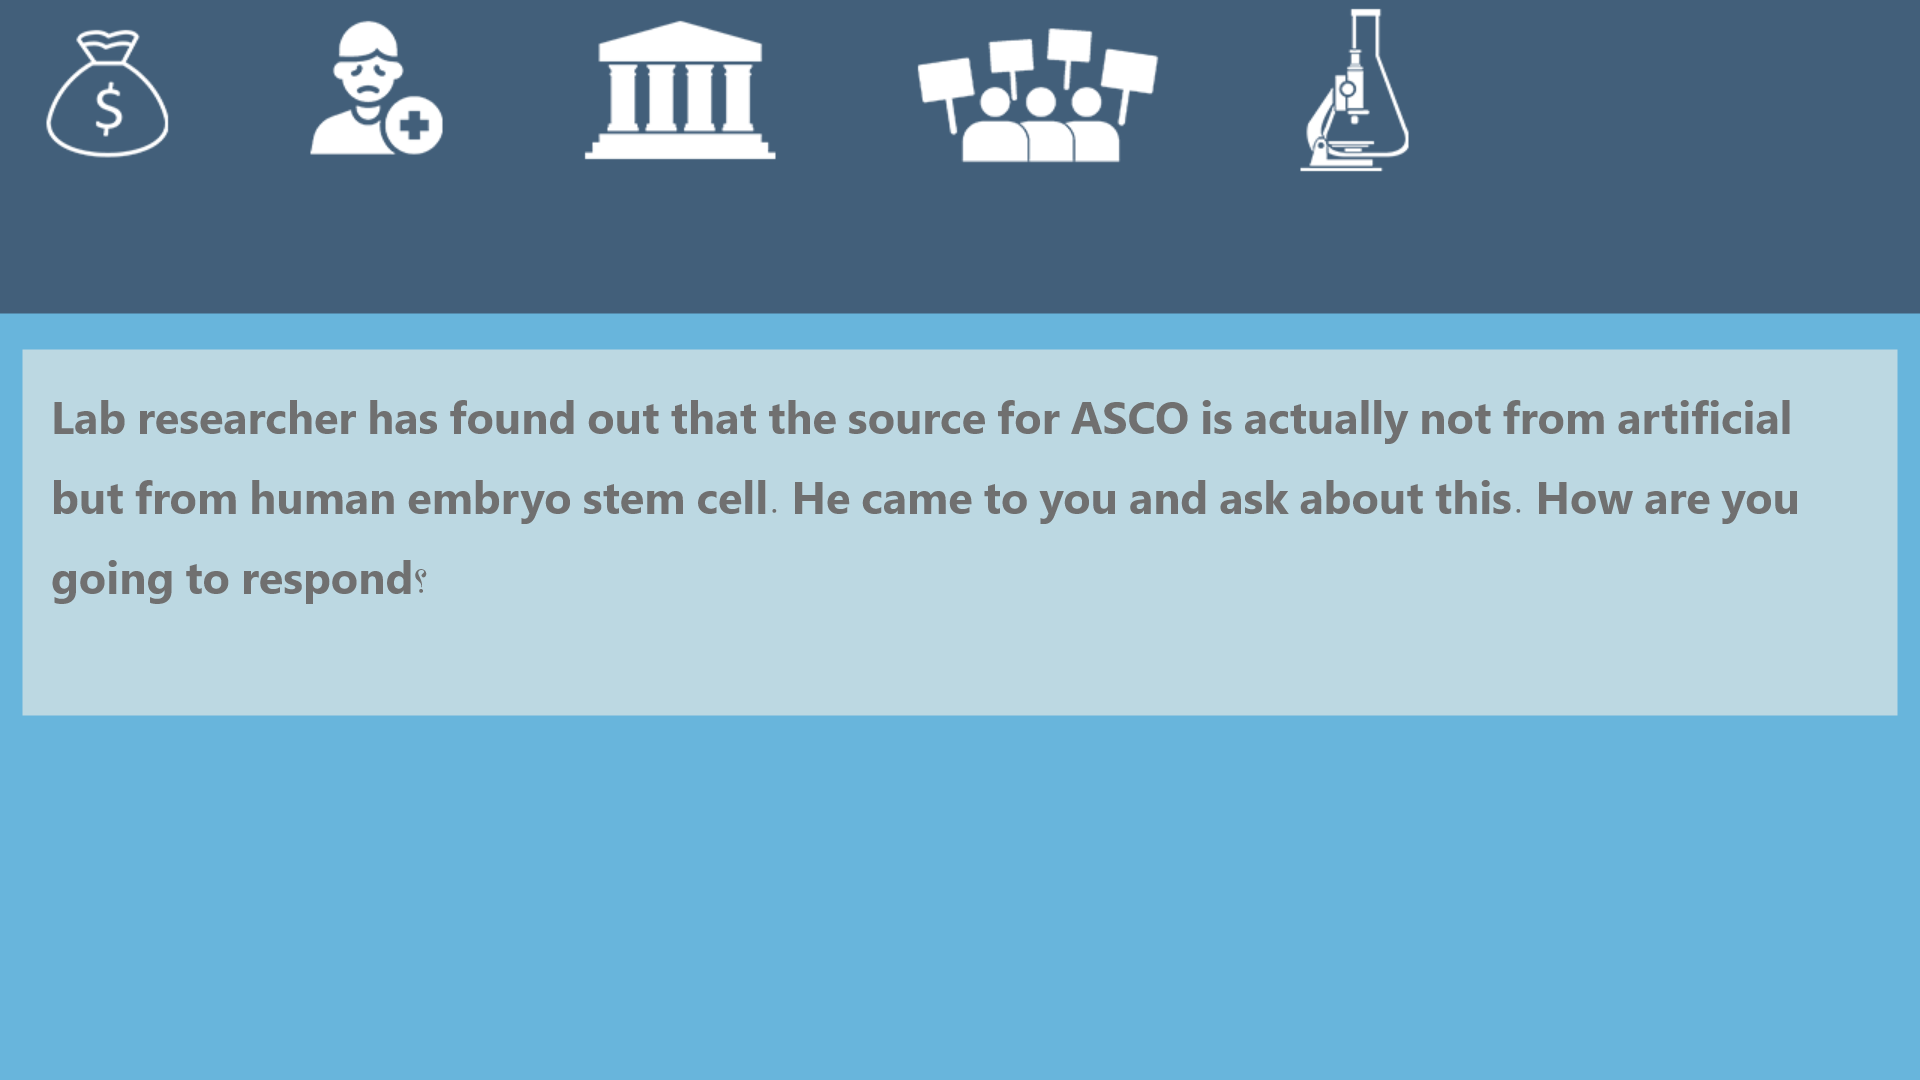 $
Lab researcher has found out that the source for ASCO is actually not from artificial
but from human embryo stem cell. He came to you and ask about this. How are you
going to respond؟